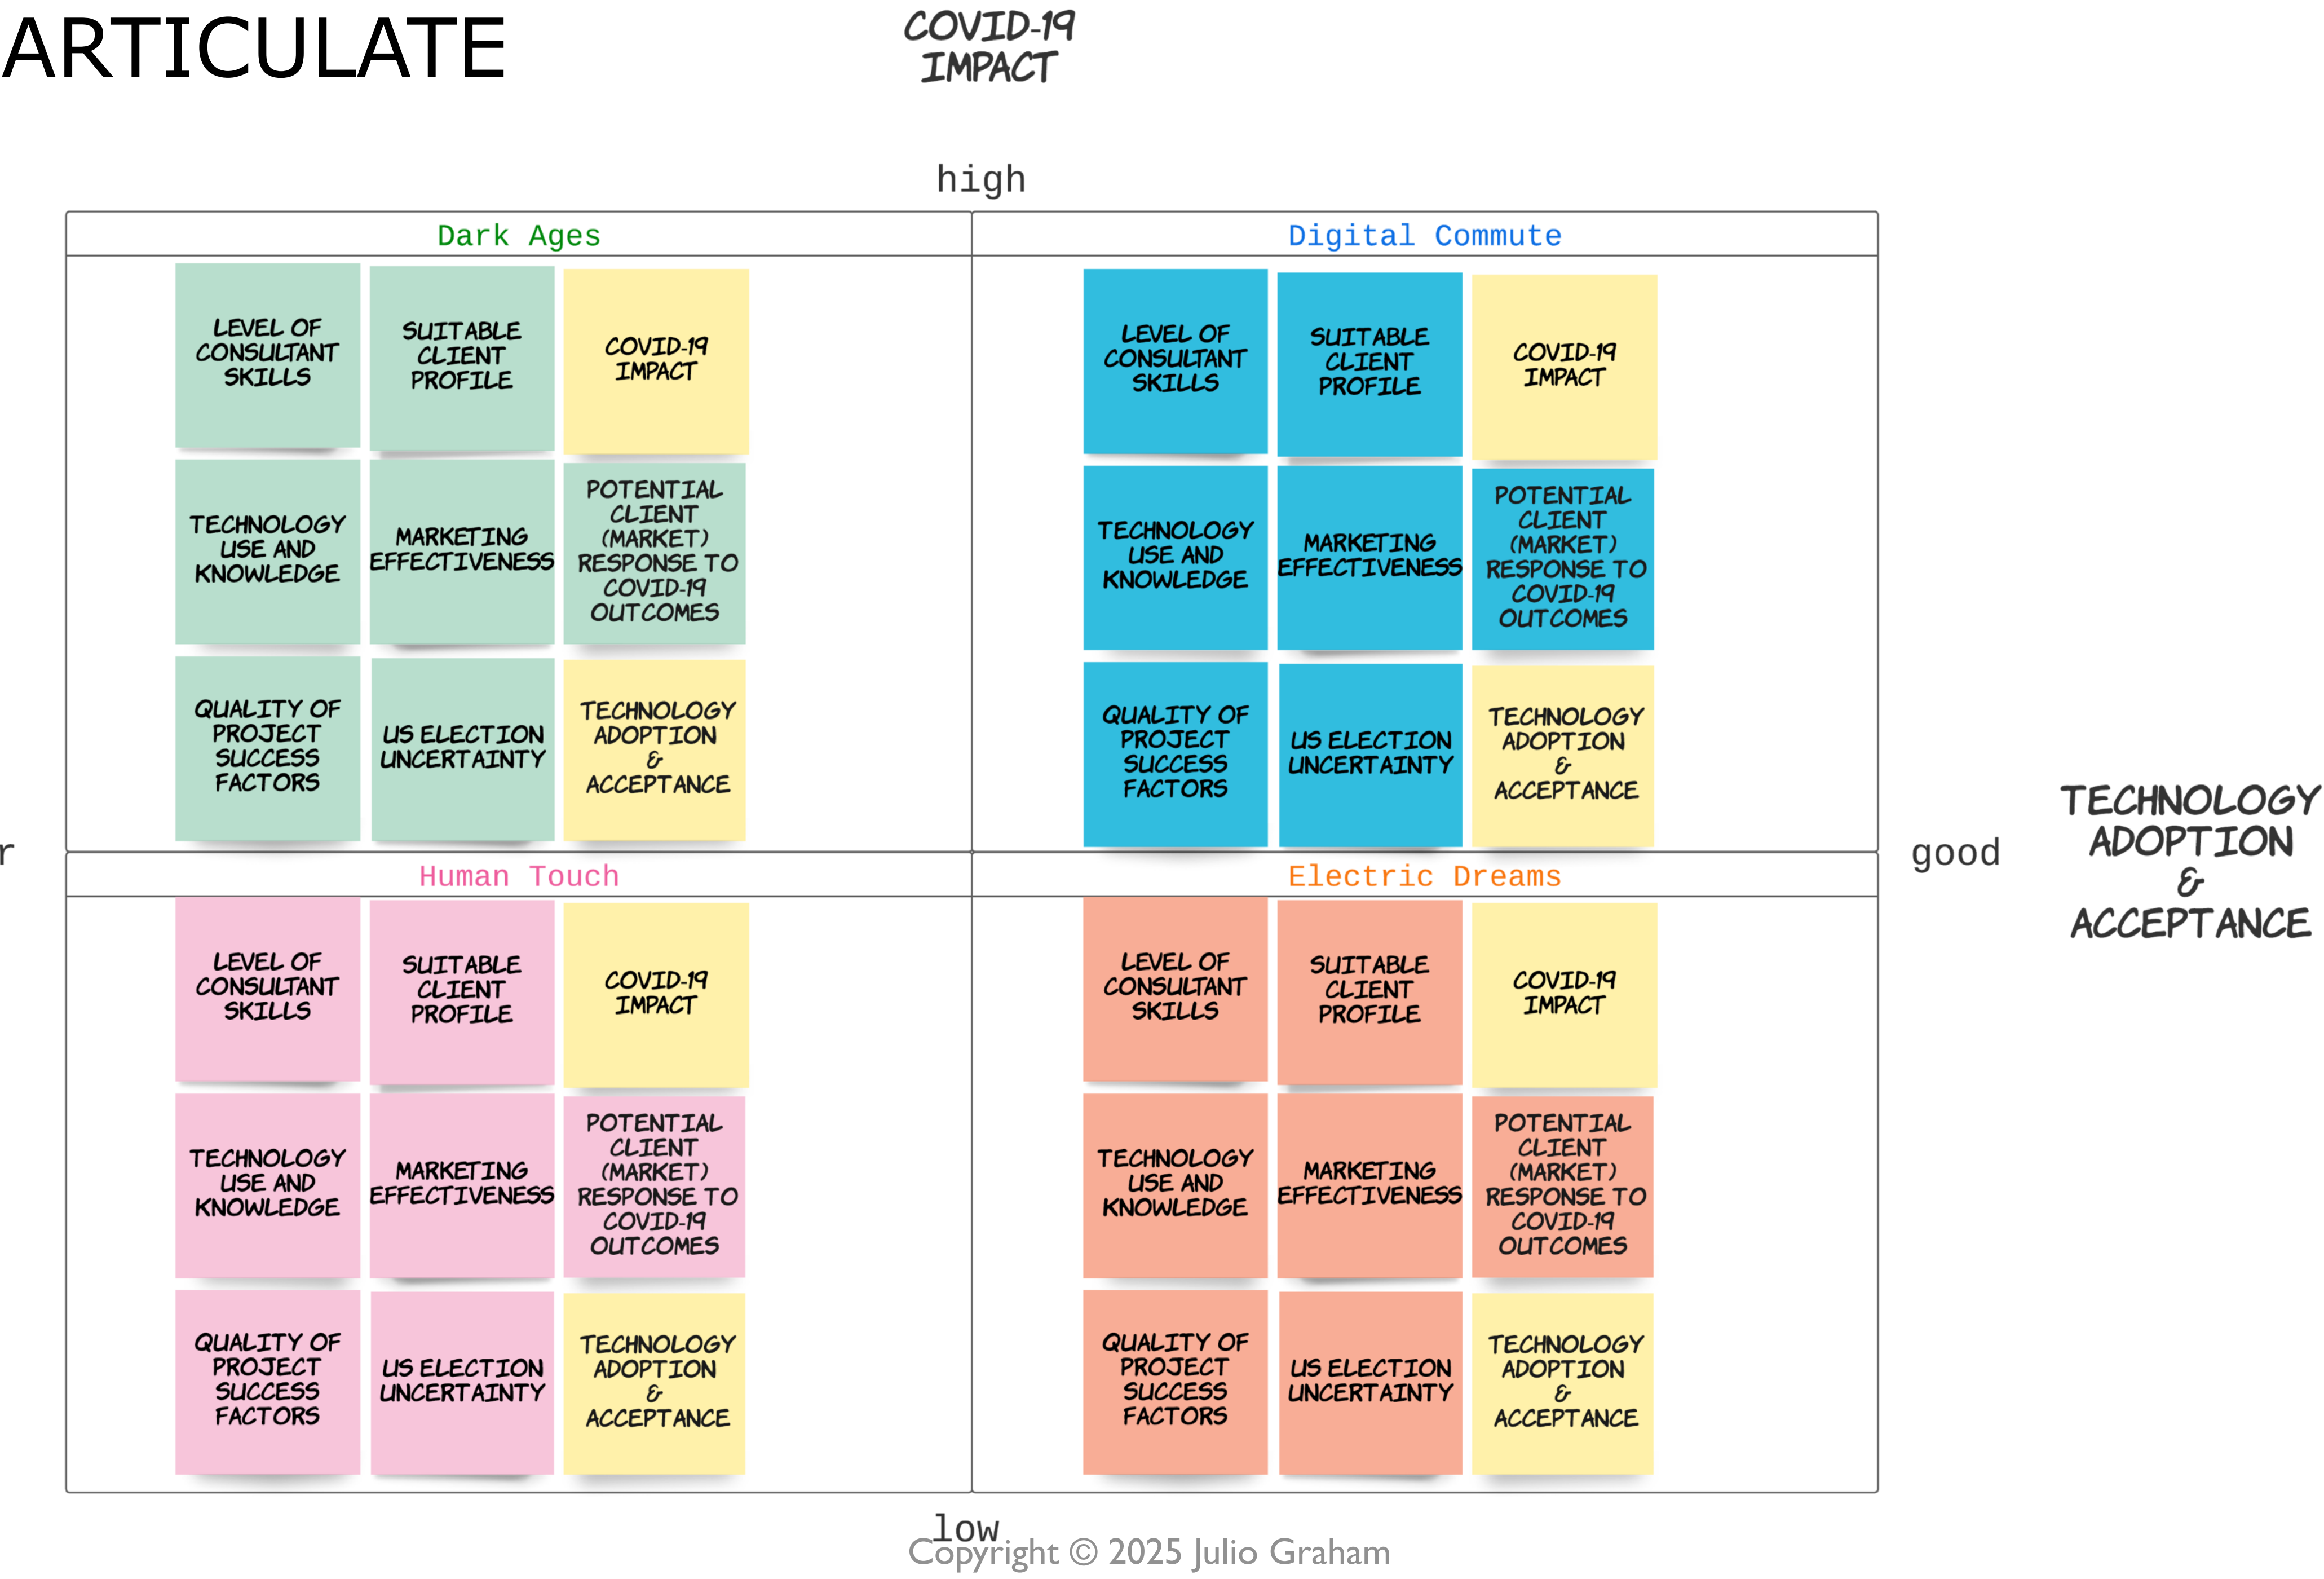 ARTICULATE
COVID-19
IMPACT
high
Dark Ages
LEVEL OF
CONSULTANT
SKILLS
SUITABLE
CLIENT
PROFILE
COVID-19
IMPACT
TECHNOLOGY
USE AND
KNOWLEDGE
MARKETING
EFFECTIVENESS
POTENTIAL
CLIENT
(MARKET)
RESPONSE TO
COVID-19
OUTCOMES
QUALITY OF
PROJECT
SUCCESS
FACTORS
US ELECTION
UNCERTAINTY
TECHNOLOGY
ADOPTION
&
ACCEPTANCE
Digital Commute
LEVEL OF
CONSULTANT
SKILLS
SUITABLE
CLIENT
PROFILE
COVID-19
IMPACT
TECHNOLOGY
USE AND
KNOWLEDGE
MARKETING
EFFECTIVENESS
POTENTIAL
CLIENT
(MARKET)
RESPONSE TO
COVID-19
OUTCOMES
QUALITY OF
PROJECT
SUCCESS
FACTORS
US ELECTION
UNCERTAINTY
TECHNOLOGY
ADOPTION
&
ACCEPTANCE
r
good
TECHNOLOGY
ADOPTION
&
ACCEPTANCE
Human Touch
LEVEL OF
CONSULTANT
SKILLS
SUITABLE
CLIENT
PROFILE
COVID-19
IMPACT
TECHNOLOGY
USE AND
KNOWLEDGE
MARKETING
EFFECTIVENESS
POTENTIAL
CLIENT
(MARKET)
RESPONSE TO
COVID-19
OUTCOMES
QUALITY OF
PROJECT
SUCCESS
FACTORS
US ELECTION
UNCERTAINTY
TECHNOLOGY
ADOPTION
&
ACCEPTANCE
Electric Dreams
LEVEL OF
CONSULTANT
SKILLS
SUITABLE
CLIENT
PROFILE
COVID-19
IMPACT
TECHNOLOGY
USE AND
KNOWLEDGE
MARKETING
EFFECTIVENESS
POTENTIAL
CLIENT
(MARKET)
RESPONSE TO
COVID-19
OUTCOMES
QUALITY OF
PROJECT
SUCCESS
FACTORS
US ELECTION
UNCERTAINTY
TECHNOLOGY
ADOPTION
&
ACCEPTANCE
low
Copyright © 2025 Julio Graham